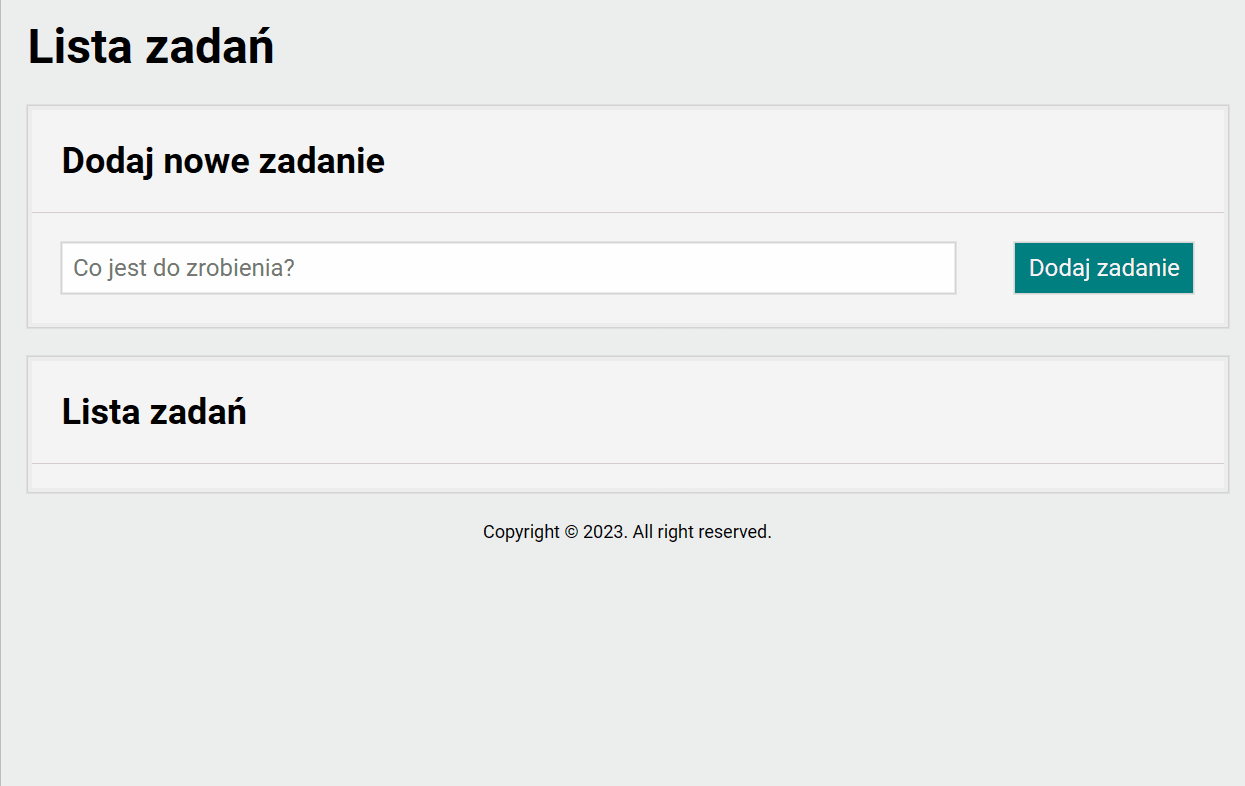 Lista zadań
Dodaj nowe zadanie
Co jest do zrobienia?
Dodaj zadanie
Lista zadań
Copyright © 2023. All right reserved.